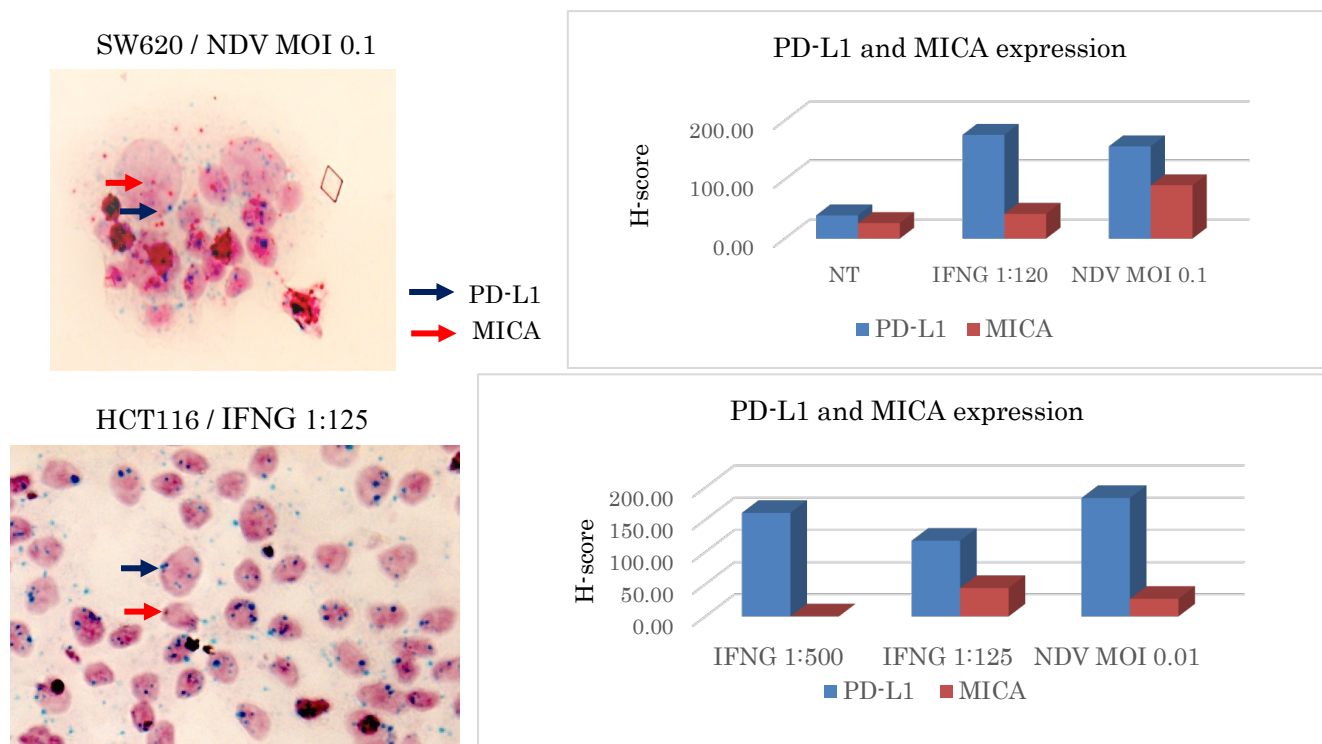 SW620 / NDV MOI 0.1
PD-L1
MICA
PD-L1 and MICA expression
H-score
200.00
100.00
0.00
NT IFNG 1:120 NDV MOI 0.1
PD-L1 MICA
HCT116 / IFNG 1:125
PD-L1 and MICA expression
H-score
200.00
150.00
100.00
50.00
0.00
IFNG 1:500 IFNG 1:125 NDV MOI 0.01
PD-L1 MICA